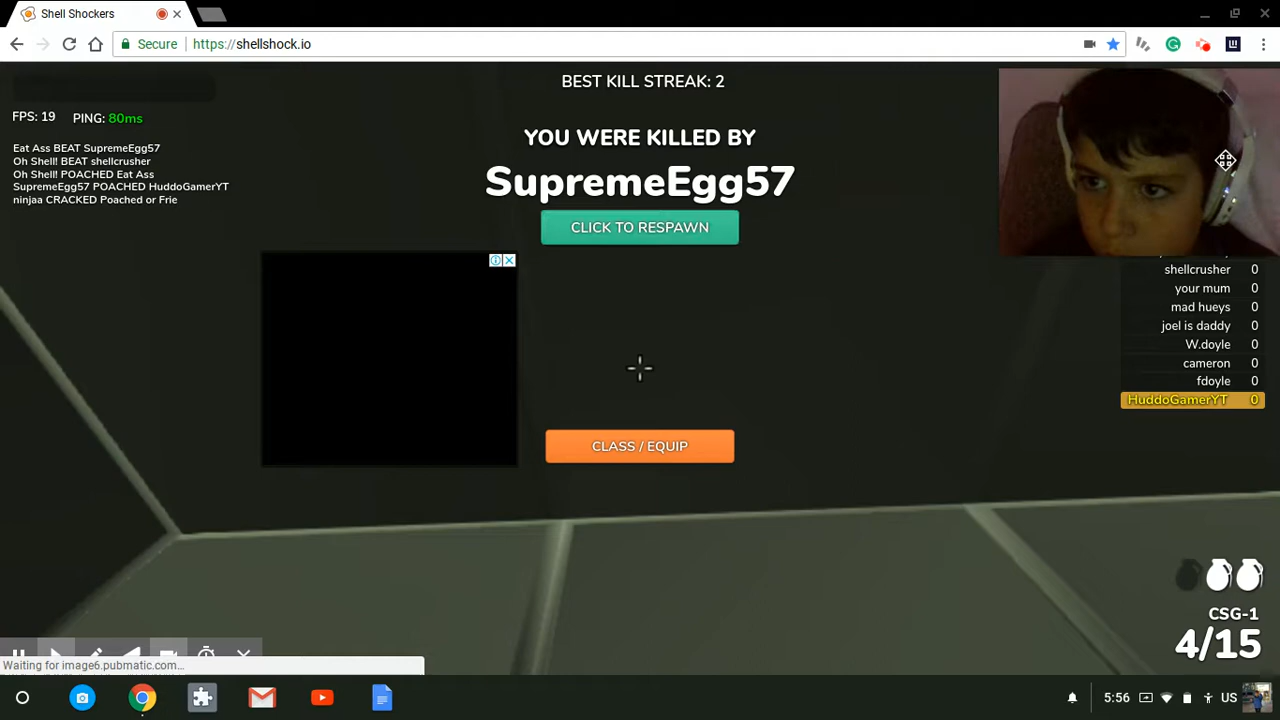 Shell Shockers
Secure
https://shellshock.io
BEST KILL STREAK: 2
FPS: 19 PING: 80ms
YOU WERE KILLED BY
SupremeEgg57
CLICK TO RESPAWN
Eat Ass BEAT SupremeEgg57
Oh Shell! BEAT shellcrusher
Oh Shell! POACHED Eat Ass
SupremeEgg57 POACHED HuddoGamerYT
ninjaa CRACKED Poached or Frie
shellcrusher 0
your mum 0
mad hueys 0
joel is daddy 0
W.doyle 0
cameron 0
fdoyle 0
HuddoGamerYT 0
CLASS / EQUIP
CSG-1
4/15
Waiting for image6.pubmatic.com...
5:56 US